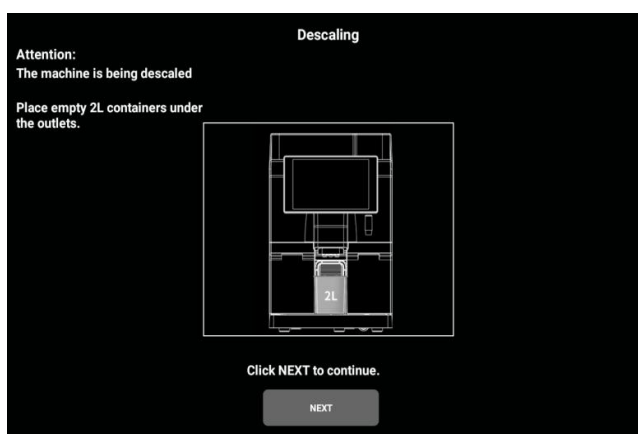 Descaling
Attention:
The machine is being descaled
Place empty 2L containers under
the outlets.
2L
Click NEXT to continue.
NEXT